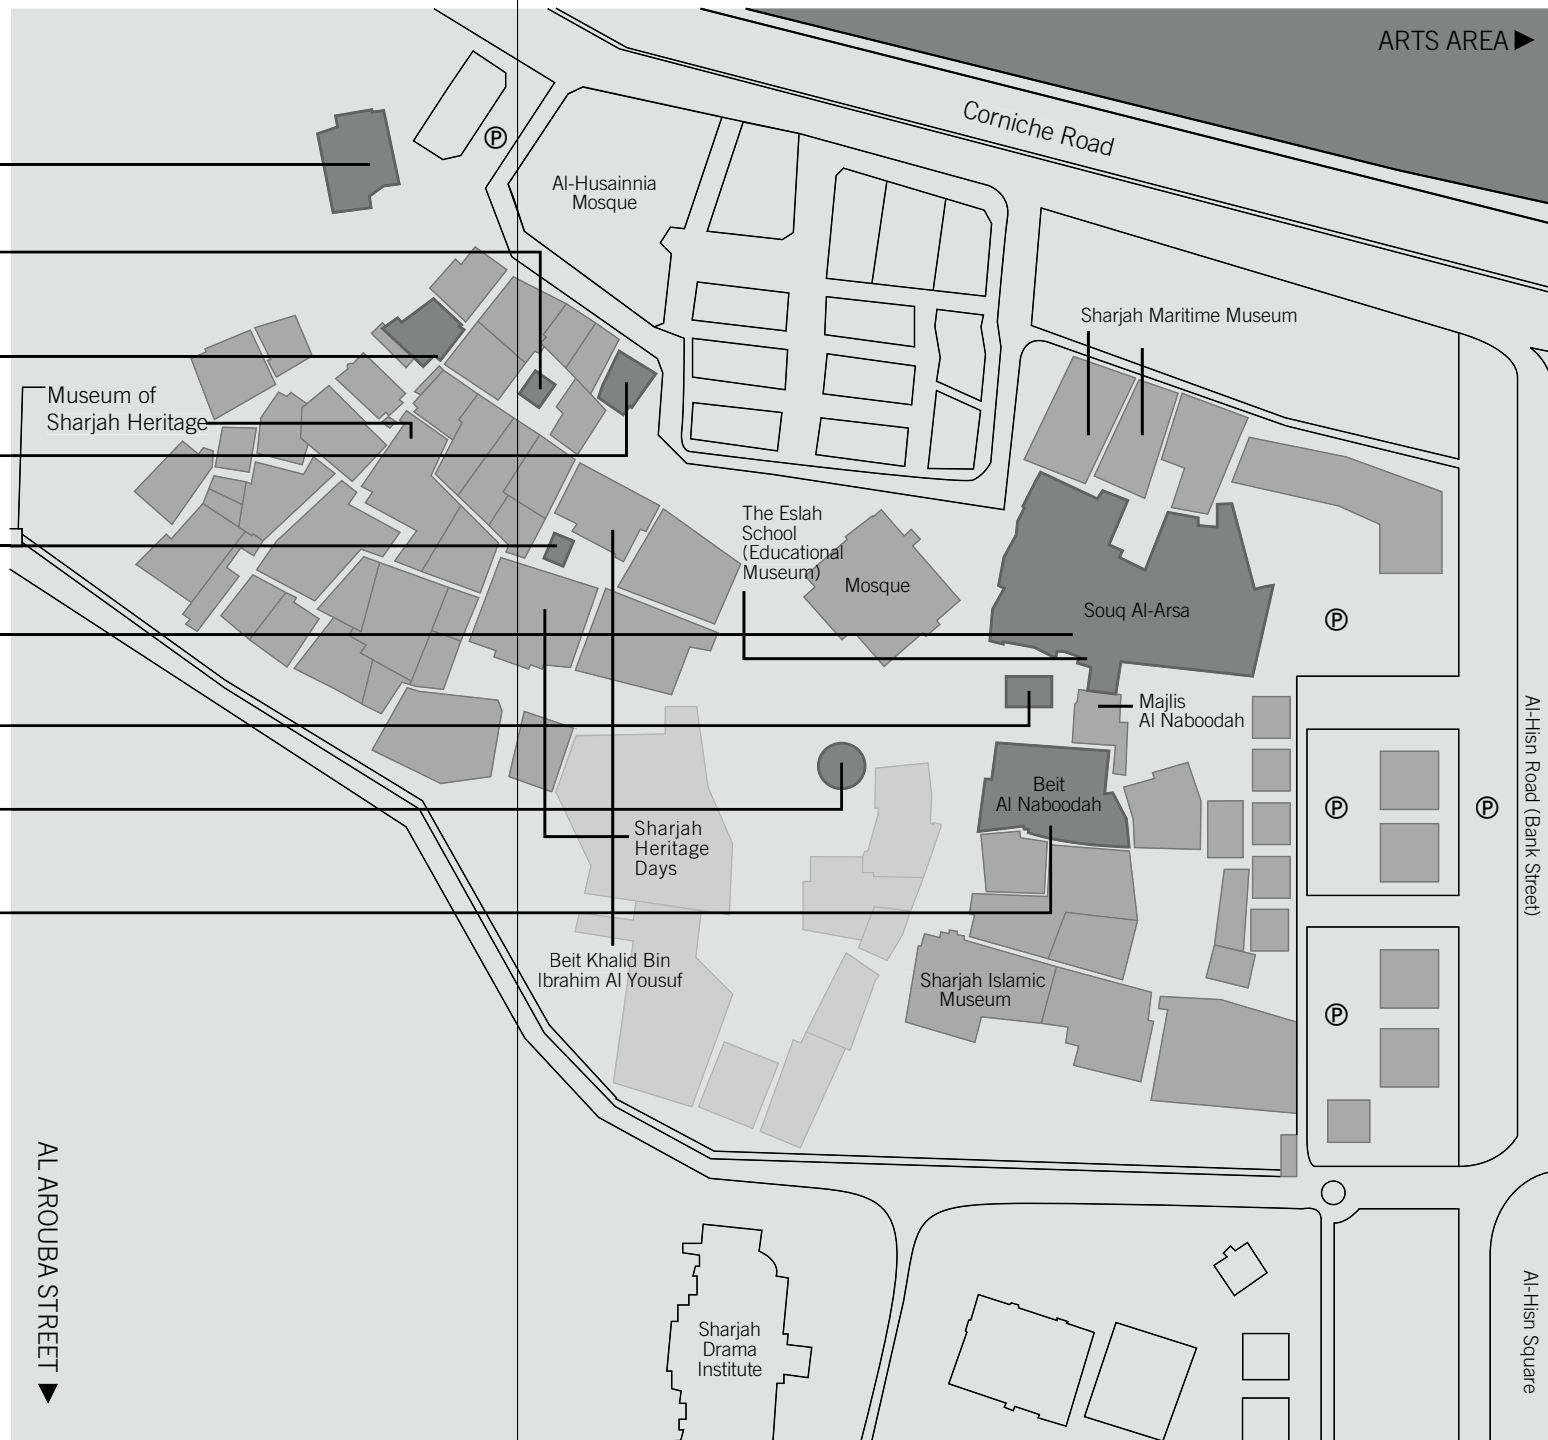 ARTS AREA ▶
Corniche Road
Ⓟ
Al-Husainnia
Mosque
Sharjah Maritime Museum
Museum of
Sharjah Heritage
The Eslah
School
(Educational
Museum)
Mosque
Souq Al-Arsa
Ⓟ
Majlis
Al Naboodah
Al-Hisn Road (Bank Street)
Beit
Al Naboodah
Ⓟ
Ⓟ
Sharjah
Heritage
Days
Beit Khalid Bin
Ibrahim Al Yousuf
Sharjah Islamic
Museum
Ⓟ
AL AROUBA STREET ▶
Sharjah
Drama
Institute
Al-Hisn Square